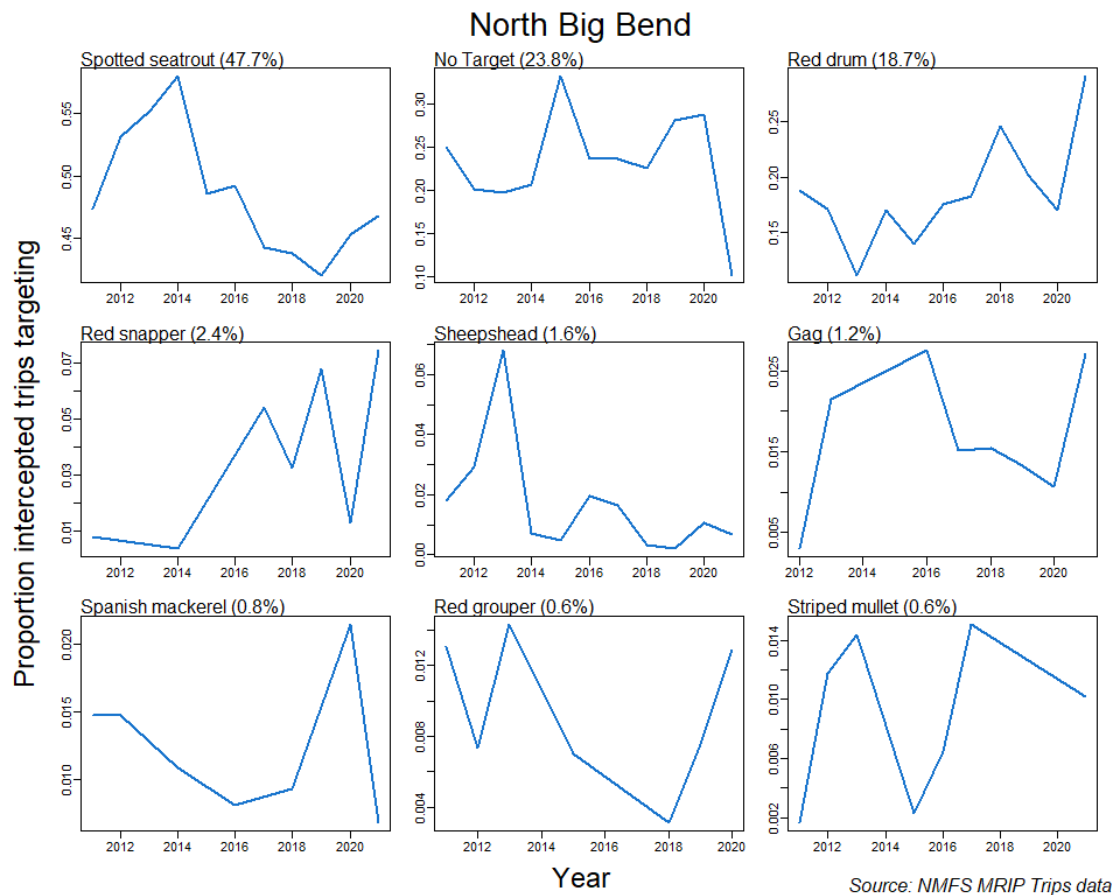 North Big Bend
Spotted seatrout (47.7%)
No Target (23.8%)
Red drum (18.7%)
0.55
0.50
0.45
0.30
0.25
0.20
0.15
0.10
0.25
0.20
0.15
2012 2014 2016 2018 2020
2012 2014 2016 2018 2020
2012 2014 2016 2018 2020
Red snapper (2.4%)
Sheepshead (1.6%)
Gag (1.2%)
0.07
0.05
0.03
0.01
0.06
0.04
0.02
0.00
0.025
0.015
0.005
2012 2014 2016 2018 2020
2012 2014 2016 2018 2020
2012 2014 2016 2018 2020
Spanish mackerel (0.8%)
Red grouper (0.6%)
Striped mullet (0.6%)
0.020
0.015
0.010
0.012
0.008
0.004
0.014
0.010
0.006
0.002
2012 2014 2016 2018 2020
2012 2014 2016 2018 2020
2012 2014 2016 2018 2020
Proportion intercepted trips targeting
Year
Source: NMFS MRIP Trips data